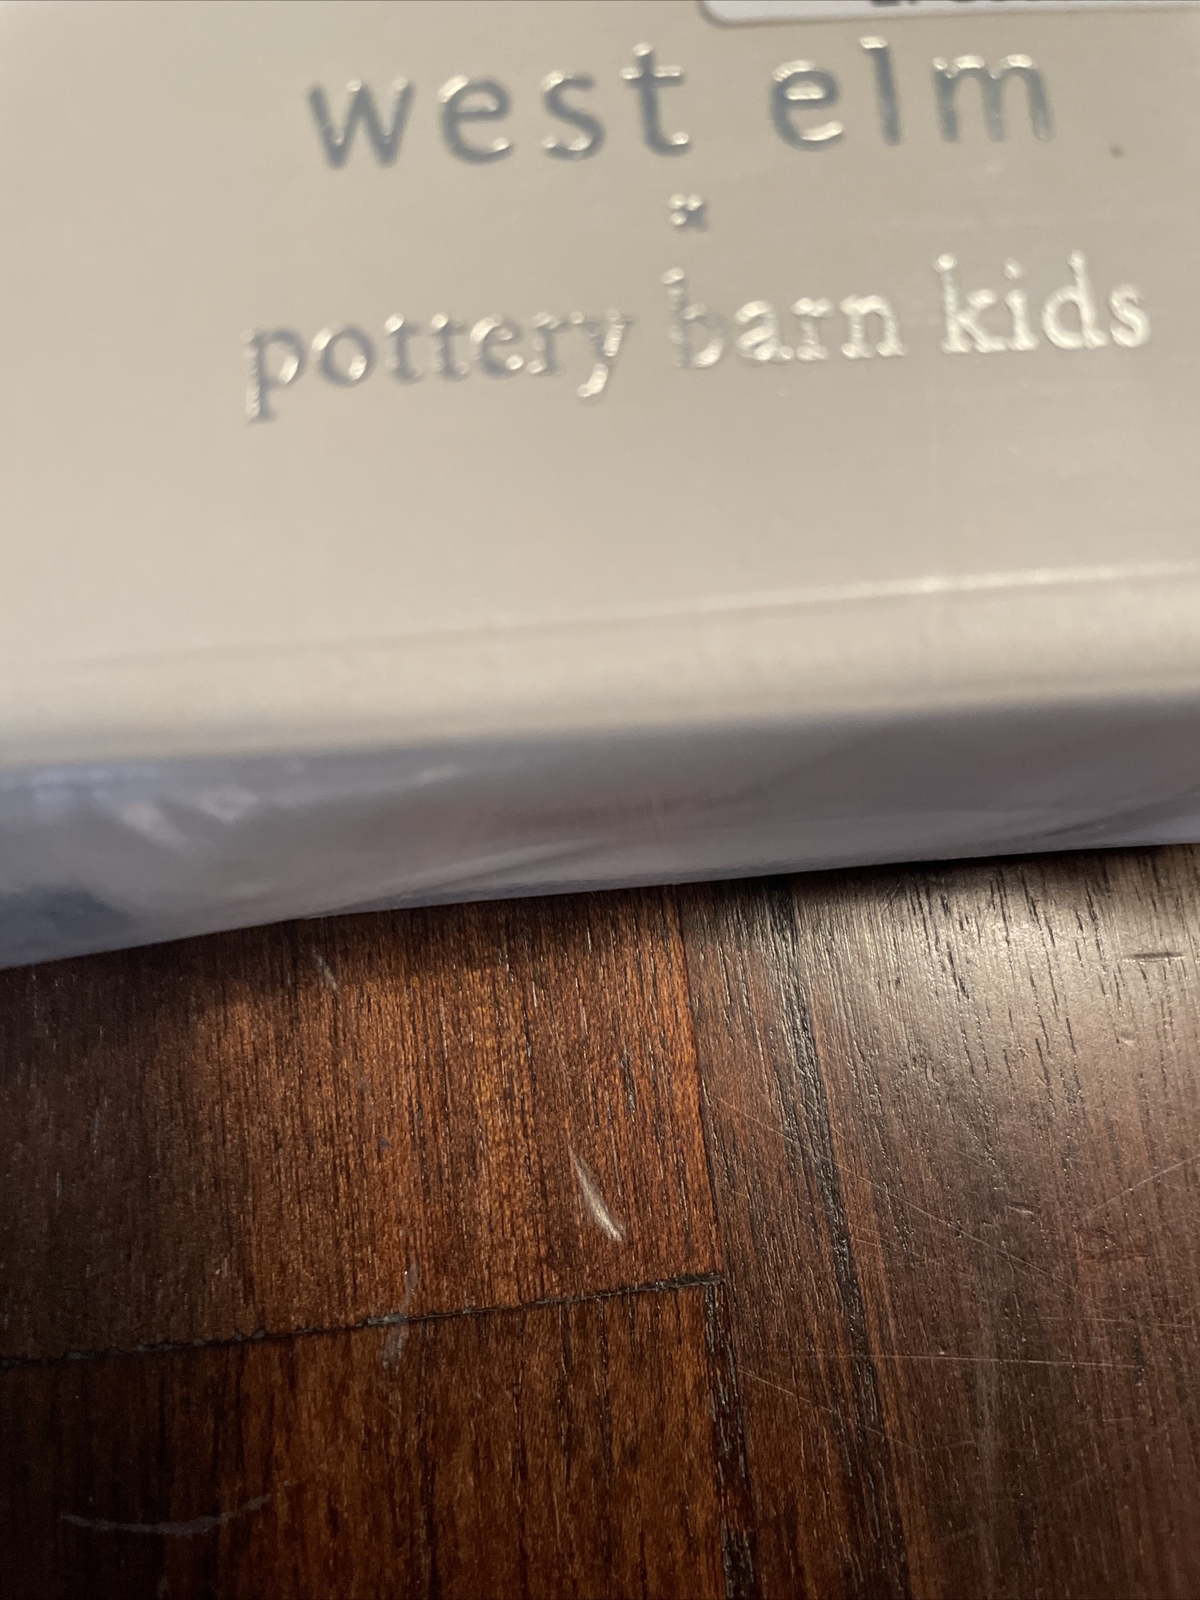 west elm
x
pottery barn kids